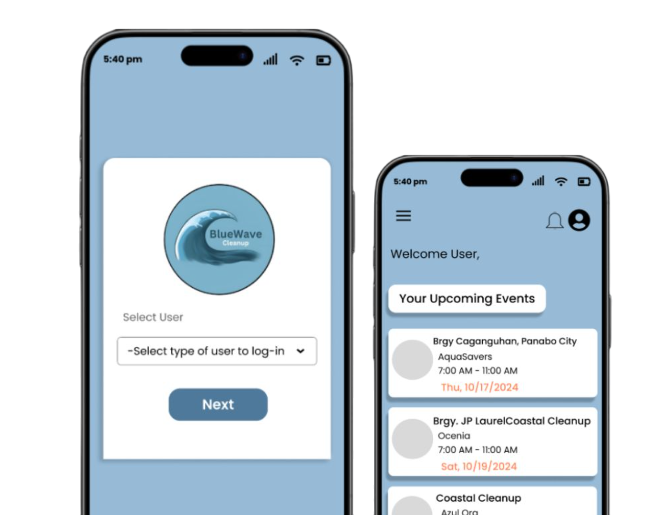 5:40 pm
BlueWave
Cleanup
Select User
-Select type of user to log-in
Next
5:40 pm
Welcome User,
Your Upcoming Events
Brgy Caganguhan, Panabo City
AquaSavers
7:00 AM - 11:00 AM
Thu, 10/17/2024
Brgy. JP LaurelCoastal Cleanup
Ocenia
7:00 AM - 11:00 AM
Sat, 10/19/2024
Coastal Cleanup
Azul Org